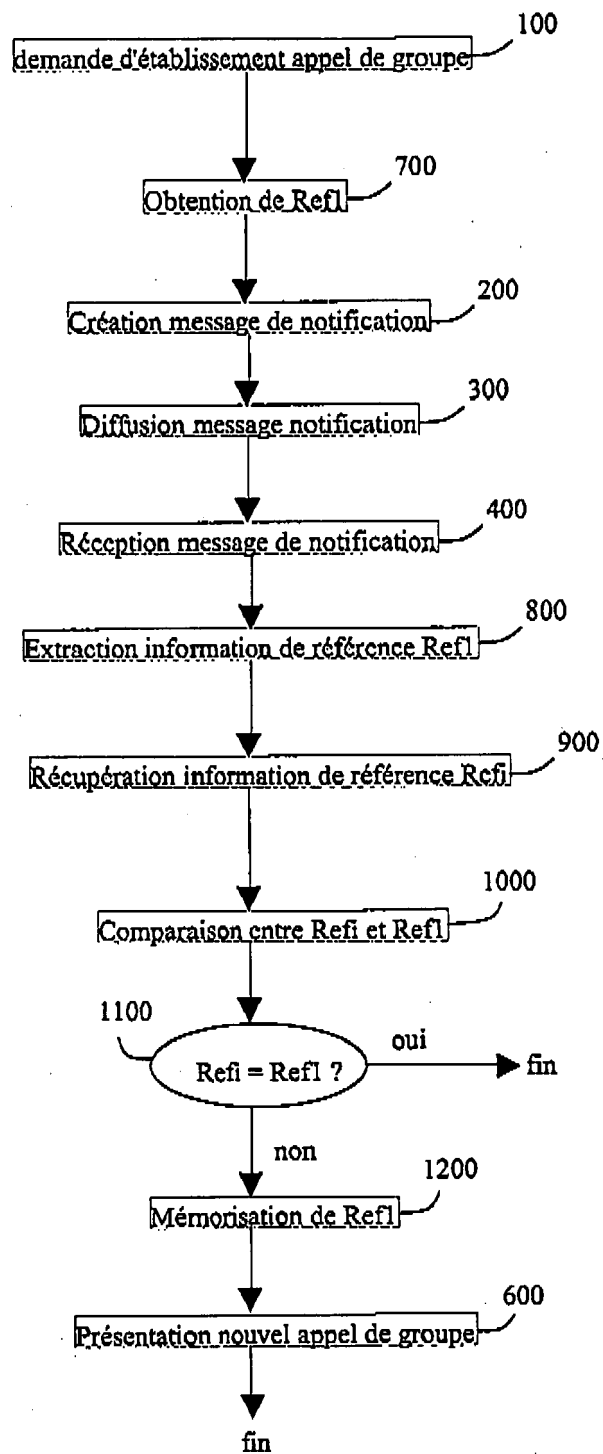 100
demande d'établissement appel de groupe
700
Obtention de Ref1
200
Création message de notification
300
Diffusion message notification
400
Réception message de notification
800
Extraction information de référence Ref1
900
Récupération information de référence Refi
1000
Comparaison entre Refi et Ref1
1100
Refi = Ref1 ?
oui
fin
non
1200
Mémorisation de Ref1
600
Présentation nouvel appel de groupe
fin